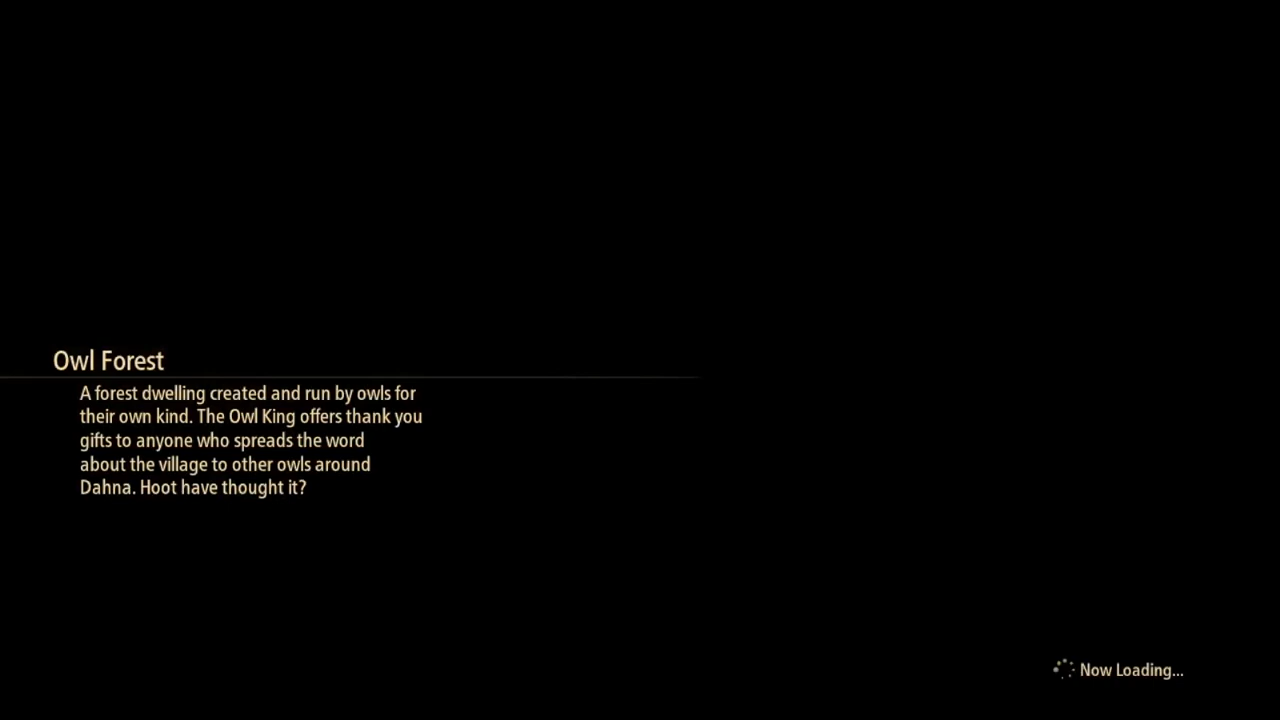 Owl Forest
A forest dwelling created and run by owls for
their own kind. The Owl King offers thank you
gifts to anyone who spreads the word
about the village to other owls around
Dahna. Hoot have thought it?
Now Loading...